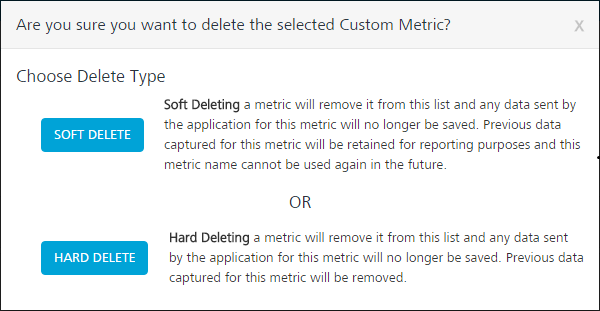 Are you sure you want to delete the selected Custom Metric?
X
Choose Delete Type
SOFT DELETE
Soft Deleting a metric will remove it from this list and any data sent by
the application for this metric will no longer be saved. Previous data
captured for this metric will be retained for reporting purposes and this
metric name cannot be used again in the future.
OR
HARD DELETE
Hard Deleting a metric will remove it from this list and any data sent
by the application for this metric will no longer be saved. Previous data
captured for this metric will be removed.